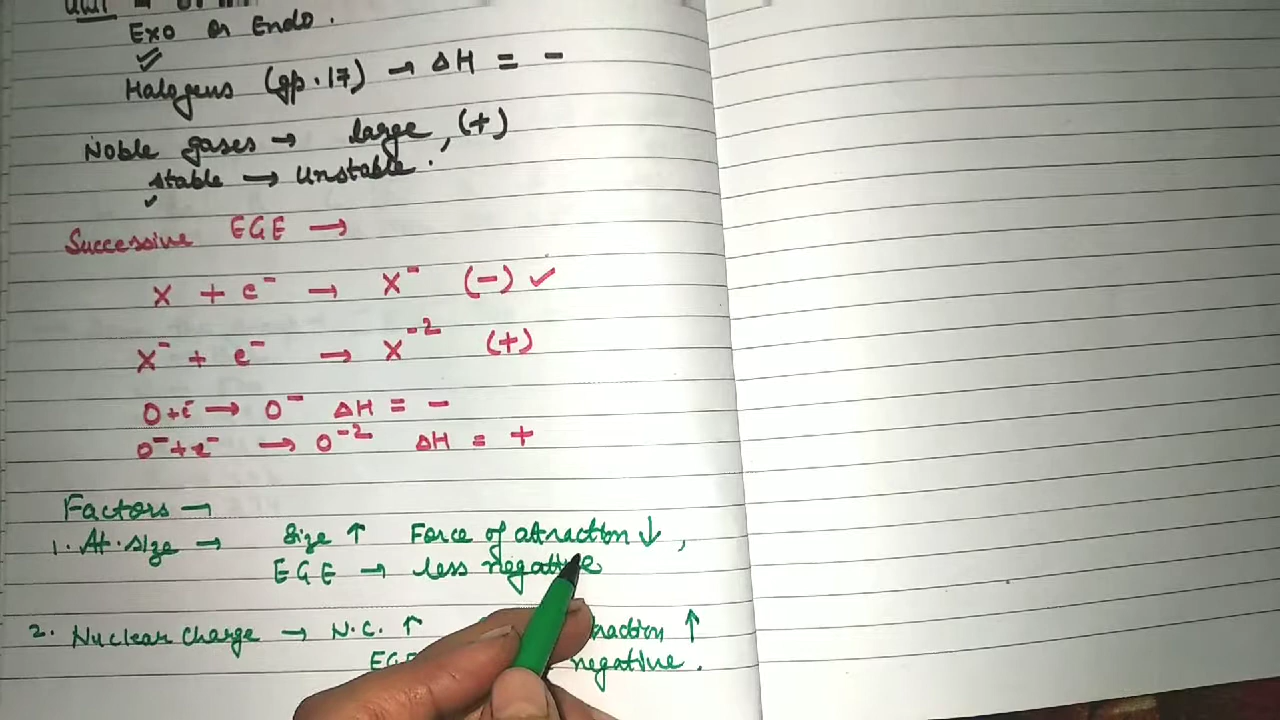 Exo or Endo.
Halogens (gp.17) → ΔH = -
Noble gases → large, (+)
stable → unstable.
Successive EGE →
X + e⁻ → X⁻ (-) ✓
X⁻ + e⁻ → X⁻² (+)
O+e⁻ → O⁻ ΔH = -
O⁻+e⁻ → O⁻² ΔH = +
Factors →
1. At. size → Size ↑ Force of attraction ↓,
EGE → less negative
2. Nuclear charge → N.C. ↑ ↑
negative.